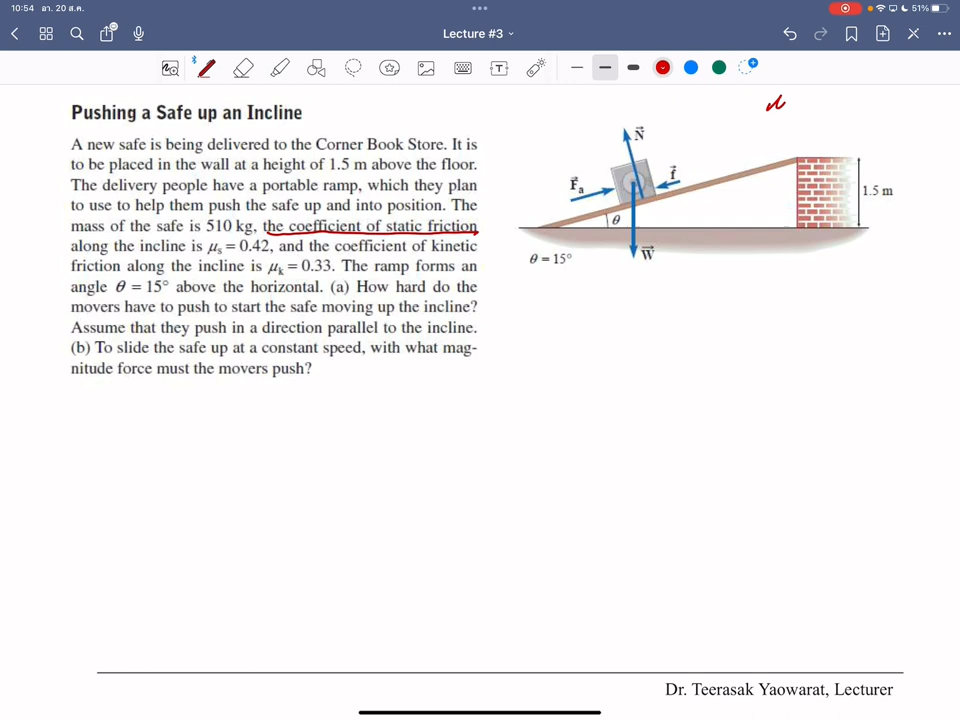 10:54 อา. 20 ส.ค.
51%
Lecture #3
Pushing a Safe up an Incline
A new safe is being delivered to the Corner Book Store. It is
to be placed in the wall at a height of 1.5 m above the floor.
The delivery people have a portable ramp, which they plan
to use to help them push the safe up and into position. The
mass of the safe is 510 kg, the coefficient of static friction
along the incline is μs = 0.42, and the coefficient of kinetic
friction along the incline is μk = 0.33. The ramp forms an
angle θ = 15° above the horizontal. (a) How hard do the
movers have to push to start the safe moving up the incline?
Assume that they push in a direction parallel to the incline.
(b) To slide the safe up at a constant speed, with what mag-
nitude force must the movers push?
N
f
Fa
θ
1.5 m
W
θ = 15°
Dr. Teerasak Yaowarat, Lecturer